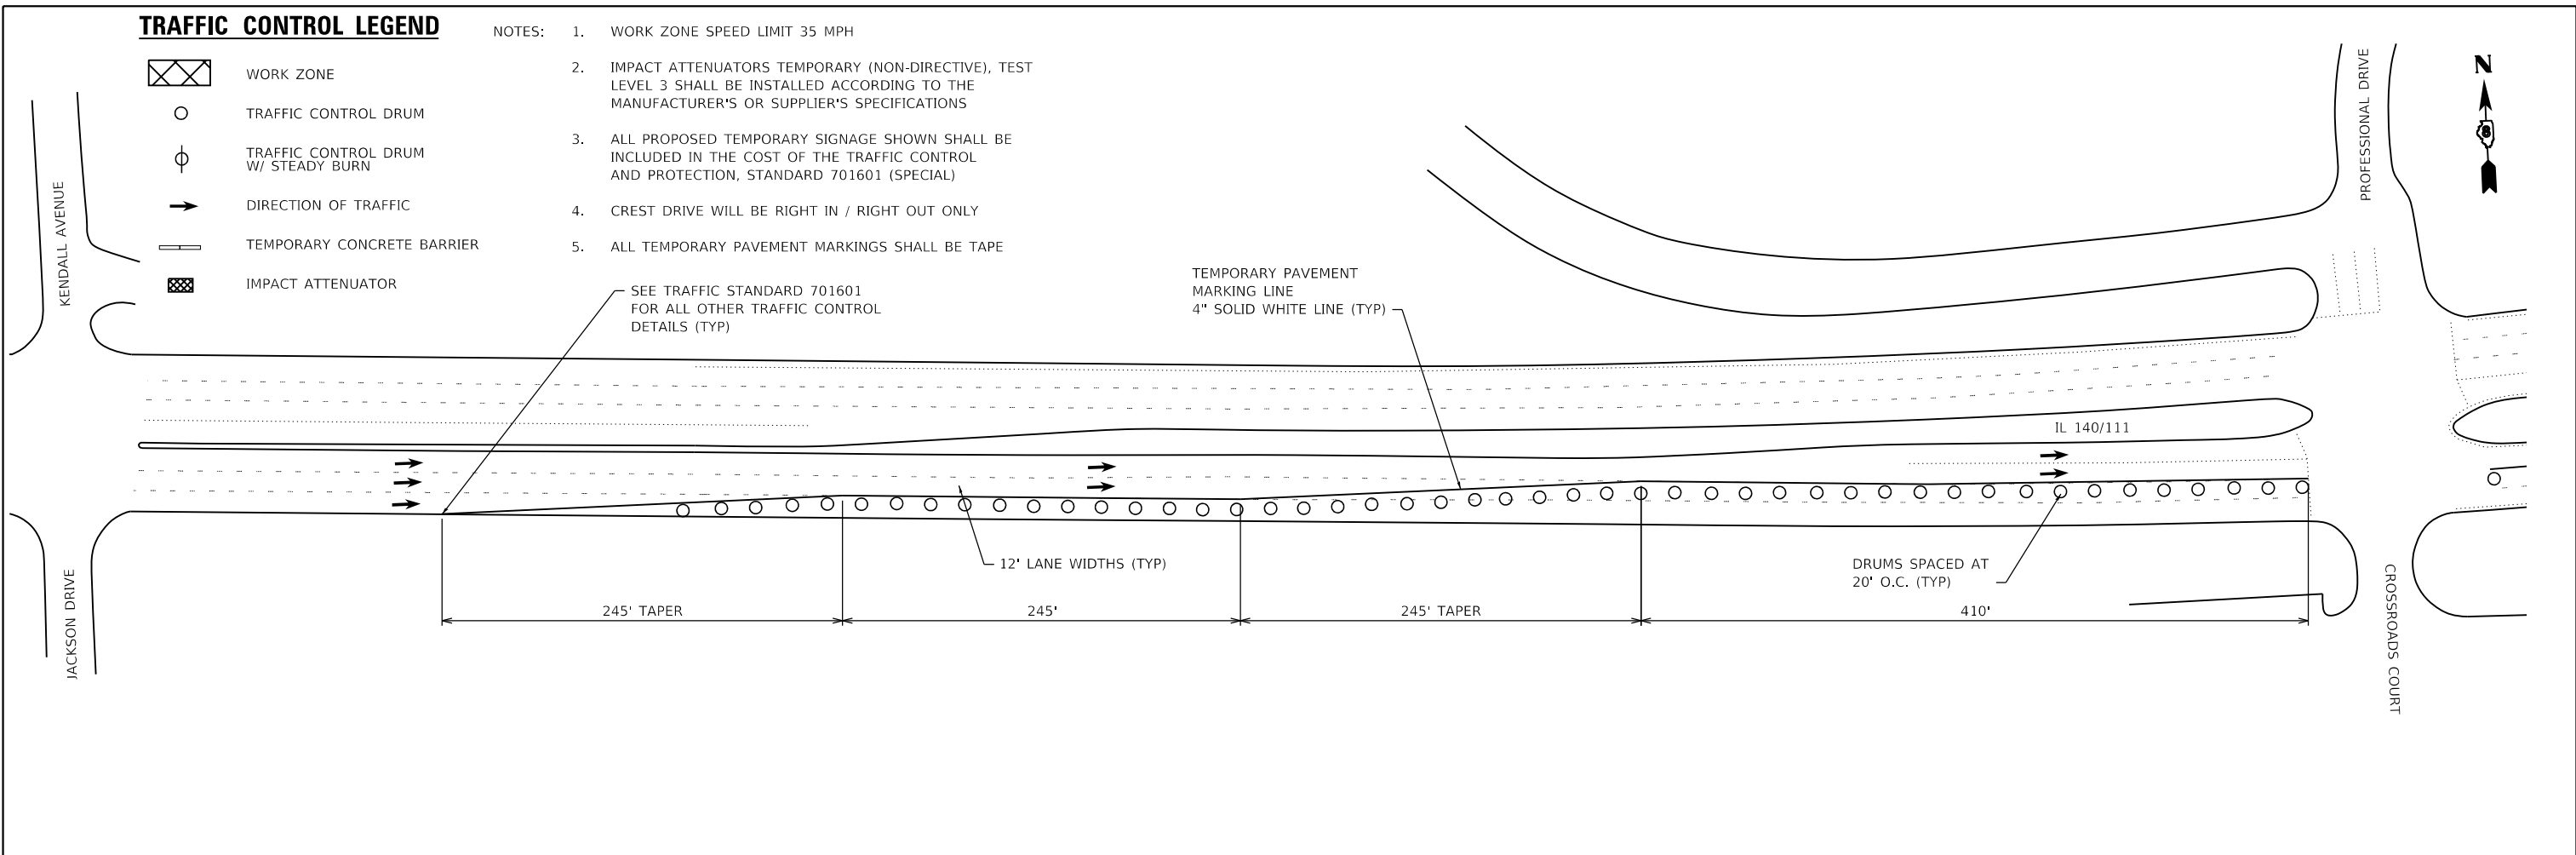 TRAFFIC CONTROL LEGEND
WORK ZONE
TRAFFIC CONTROL DRUM
TRAFFIC CONTROL DRUM
W/ STEADY BURN
DIRECTION OF TRAFFIC
TEMPORARY CONCRETE BARRIER
IMPACT ATTENUATOR
NOTES: 1. WORK ZONE SPEED LIMIT 35 MPH
2. IMPACT ATTENUATORS TEMPORARY (NON-DIRECTIVE), TEST
LEVEL 3 SHALL BE INSTALLED ACCORDING TO THE
MANUFACTURER'S OR SUPPLIER'S SPECIFICATIONS
3. ALL PROPOSED TEMPORARY SIGNAGE SHOWN SHALL BE
INCLUDED IN THE COST OF THE TRAFFIC CONTROL
AND PROTECTION, STANDARD 701601 (SPECIAL)
4. CREST DRIVE WILL BE RIGHT IN / RIGHT OUT ONLY
5. ALL TEMPORARY PAVEMENT MARKINGS SHALL BE TAPE
SEE TRAFFIC STANDARD 701601
FOR ALL OTHER TRAFFIC CONTROL
DETAILS (TYP)
TEMPORARY PAVEMENT
MARKING LINE
4" SOLID WHITE LINE (TYP)
KENDALL AVENUE
PROFESSIONAL DRIVE
N
8
IL 140/111
12' LANE WIDTHS (TYP)
DRUMS SPACED AT
20' O.C. (TYP)
245' TAPER
245'
245' TAPER
410'
JACKSON DRIVE
CROSSROADS COURT